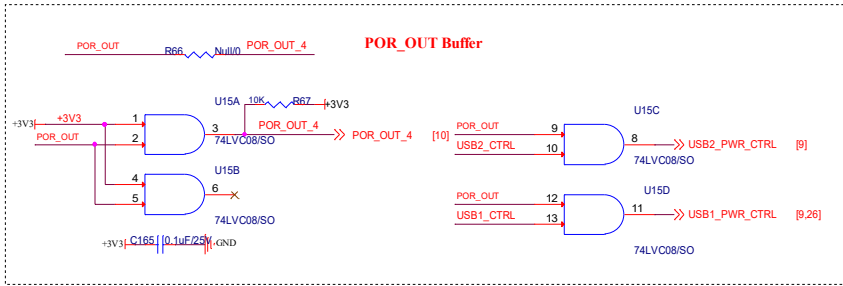 POR_OUT Buffer
POR_OUT R66 Null/0 POR_OUT_4
U15A 10K R67 +3V3
+3V3 +3V3 1
POR_OUT 2
3 POR_OUT_4 POR_OUT_4 [10]
74LVC08/SO
U15B
4
5
6
74LVC08/SO
+3V3 C165 0.1uF/25V GND
U15C
POR_OUT 9
USB2_CTRL 10
8 USB2_PWR_CTRL [9]
74LVC08/SO
U15D
POR_OUT 12
USB1_CTRL 13
11 USB1_PWR_CTRL [9,26]
74LVC08/SO